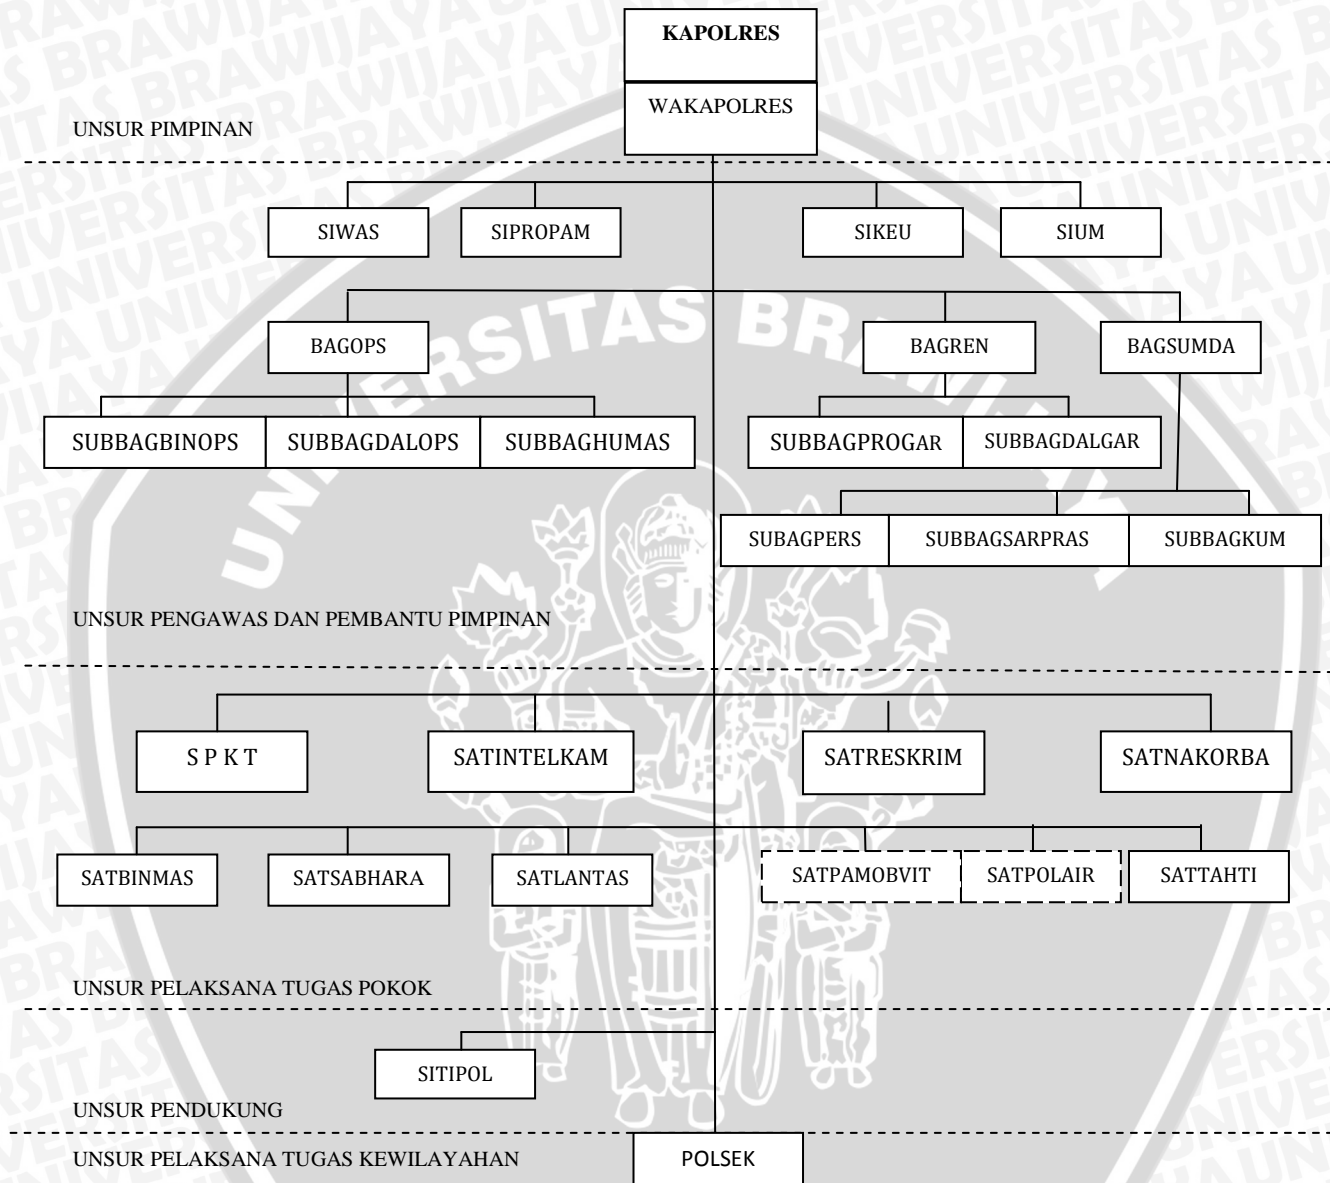 KAPOLRES
WAKAPOLRES
UNSUR PIMPINAN
SIWAS
SIPROPAM
SIKEU
SIUM
BAGOPS
BAGREN
BAGSUMDA
SUBBAGBINOPS
SUBBAGDALOPS
SUBBAGHUMAS
SUBBAGPROGAR
SUBBAGDALGAR
SUBAGPERS
SUBBAGSARPRAS
SUBBAGKUM
UNSUR PENGAWAS DAN PEMBANTU PIMPINAN
S P K T
SATINTELKAM
SATRESKRIM
SATNAKORBA
SATBINMAS
SATSABHARA
SATLANTAS
SATPAMOBVIT
SATPOLAIR
SATTAHTI
UNSUR PELAKSANA TUGAS POKOK
SITIPOL
UNSUR PENDUKUNG
UNSUR PELAKSANA TUGAS KEWILAYAHAN
POLSEK
UNIVERSITAS BRAWIJAYA